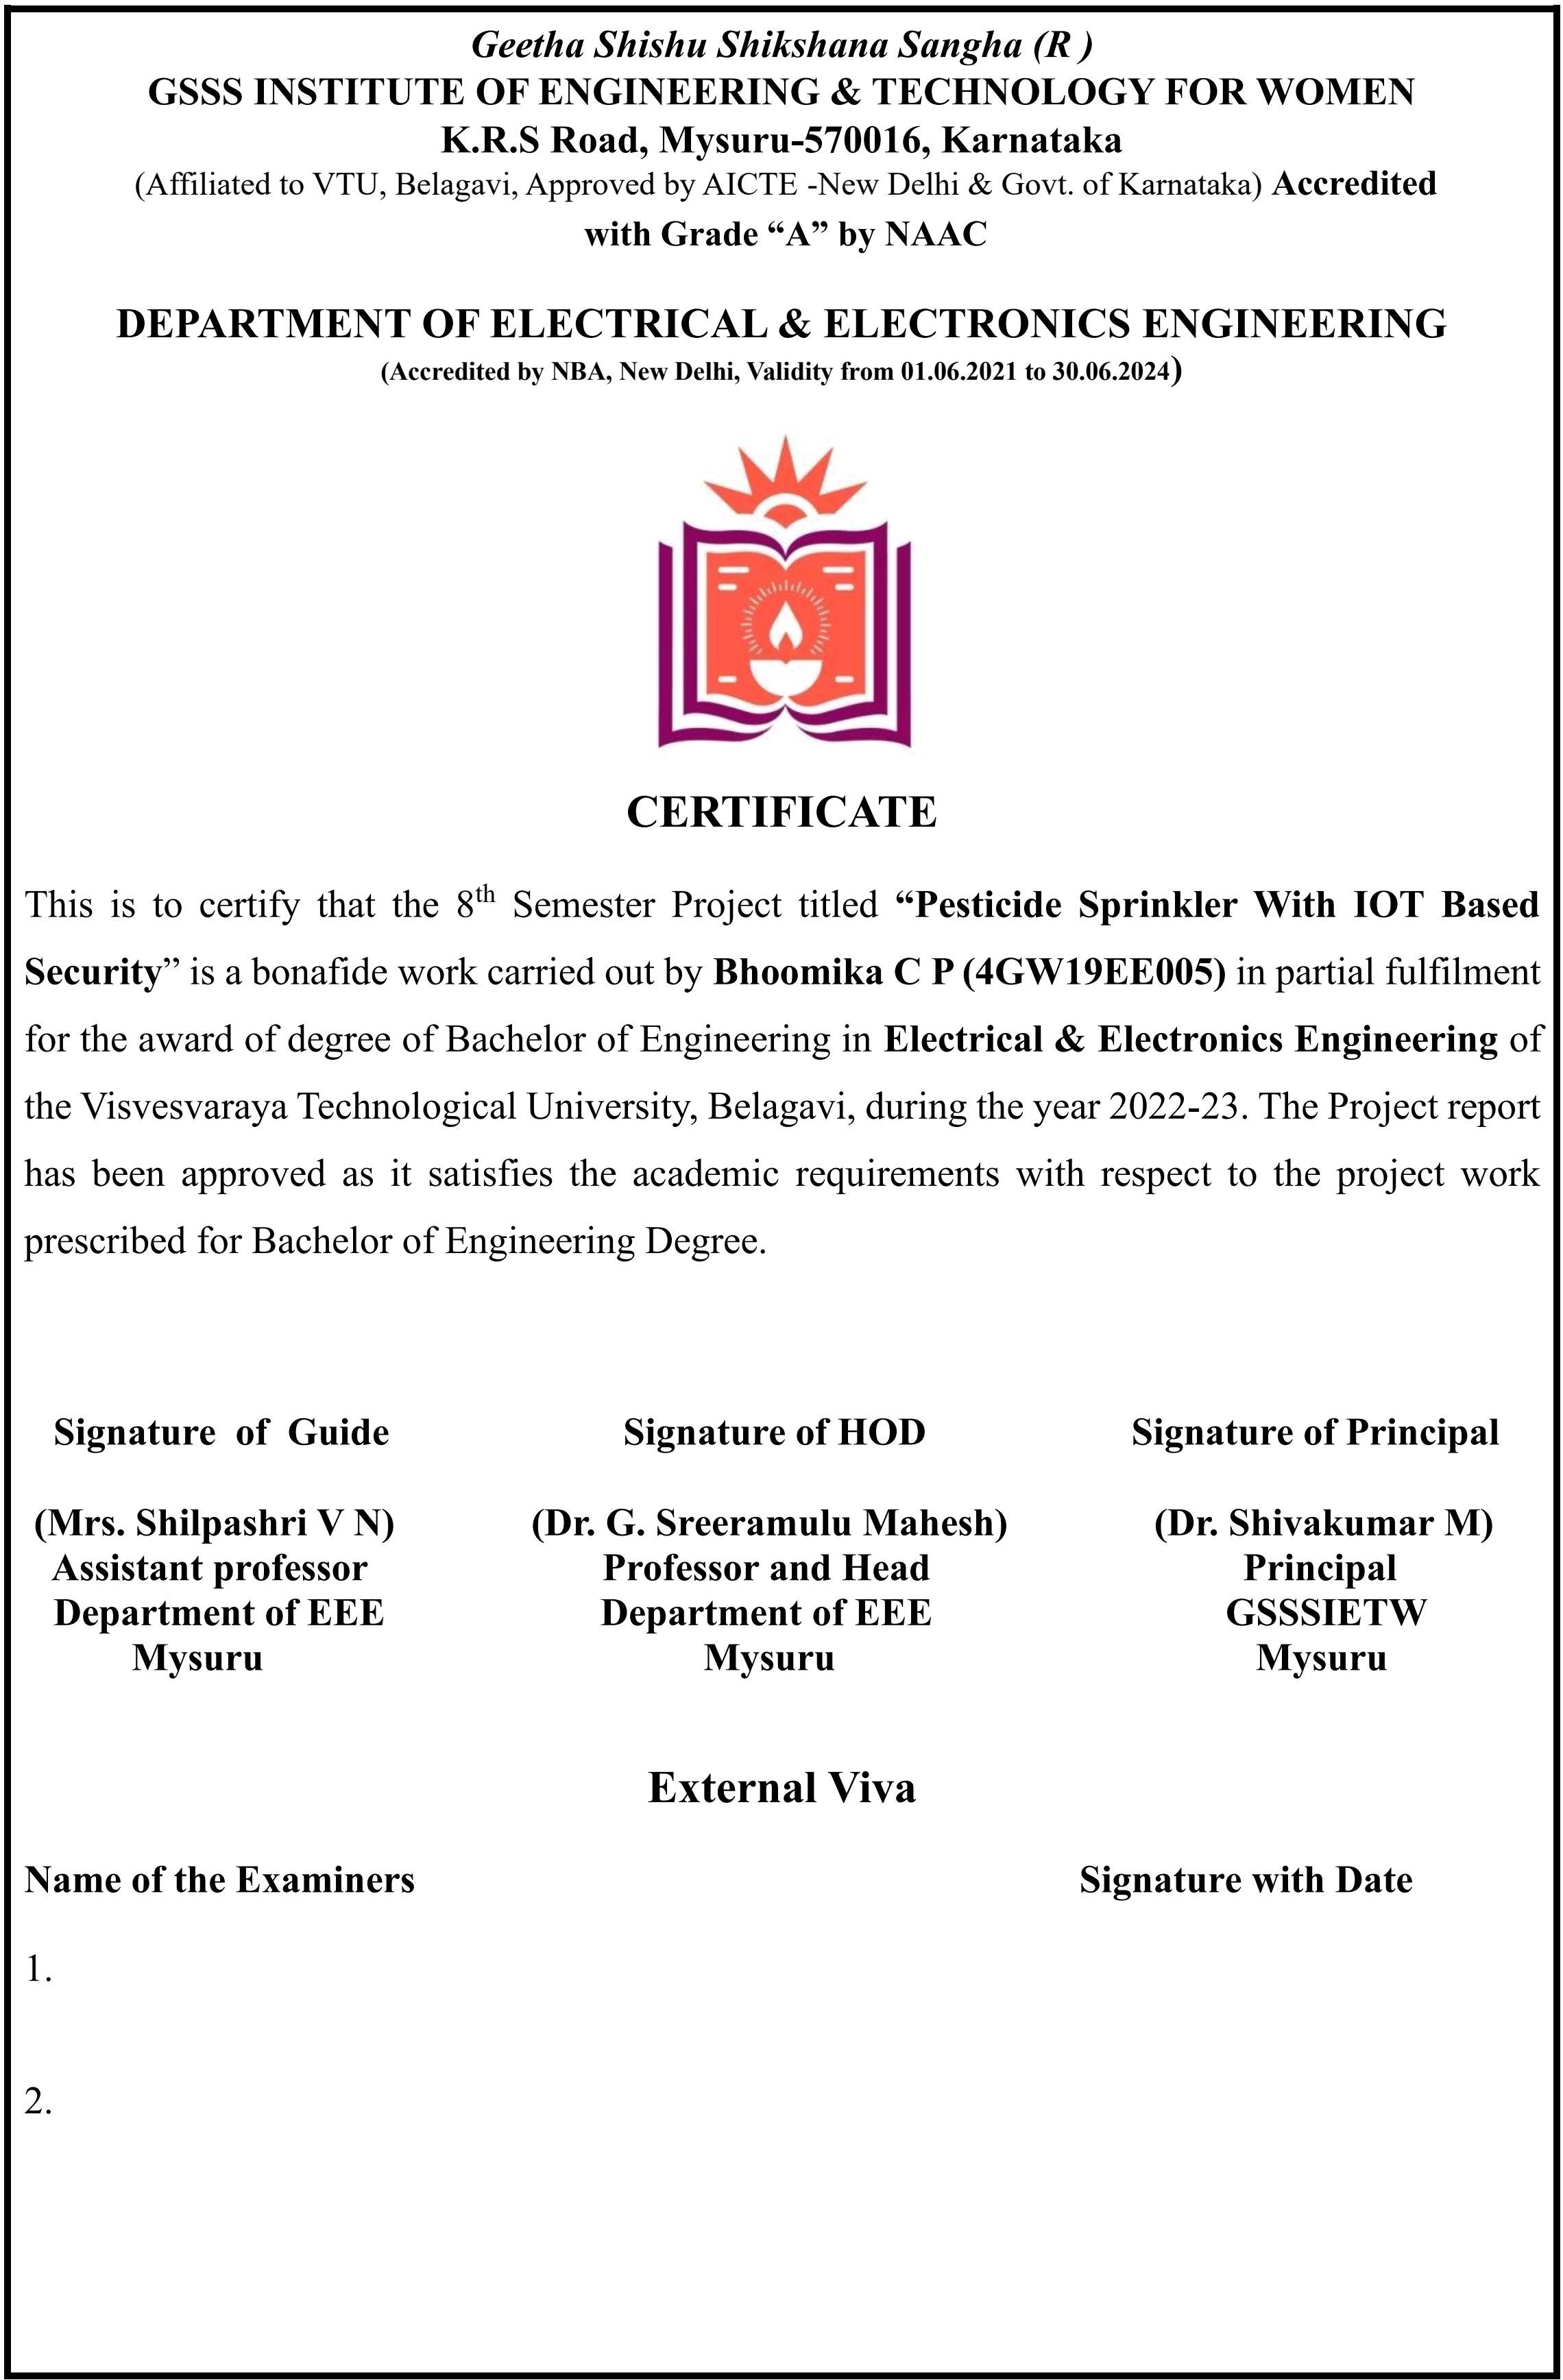 Geetha Shishu Shikshana Sangha (R )
GSSS INSTITUTE OF ENGINEERING & TECHNOLOGY FOR WOMEN
K.R.S Road, Mysuru-570016, Karnataka
(Affiliated to VTU, Belagavi, Approved by AICTE -New Delhi & Govt. of Karnataka) Accredited
with Grade “A” by NAAC
DEPARTMENT OF ELECTRICAL & ELECTRONICS ENGINEERING
(Accredited by NBA, New Delhi, Validity from 01.06.2021 to 30.06.2024)
CERTIFICATE
This is to certify that the 8th Semester Project titled “Pesticide Sprinkler With IOT Based
Security” is a bonafide work carried out by Bhoomika C P (4GW19EE005) in partial fulfilment
for the award of degree of Bachelor of Engineering in Electrical & Electronics Engineering of
the Visvesvaraya Technological University, Belagavi, during the year 2022-23. The Project report
has been approved as it satisfies the academic requirements with respect to the project work
prescribed for Bachelor of Engineering Degree.
Signature of Guide Signature of HOD Signature of Principal
(Mrs. Shilpashri V N) (Dr. G. Sreeramulu Mahesh) (Dr. Shivakumar M)
Assistant professor Professor and Head Principal
Department of EEE Department of EEE GSSSIETW
Mysuru Mysuru Mysuru
External Viva
Name of the Examiners Signature with Date
1.
2.